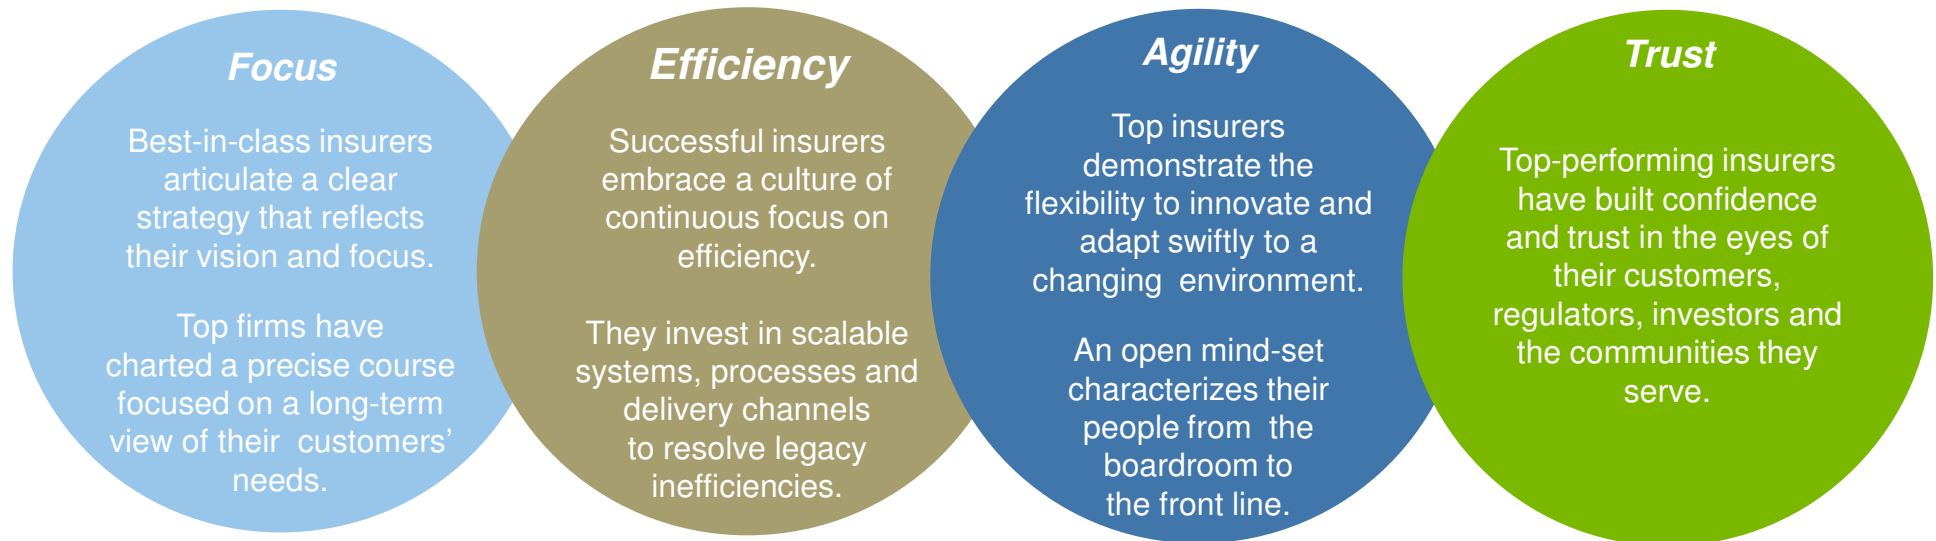 Focus
Best-in-class insurers
articulate a clear
strategy that reflects
their vision and focus.
Top firms have
charted a precise course
focused on a long-term
view of their customers’
needs.
Efficiency
Successful insurers
embrace a culture of
continuous focus on
efficiency.
They invest in scalable
systems, processes and
delivery channels
to resolve legacy
inefficiencies.
Agility
Top insurers
demonstrate the
flexibility to innovate and
adapt swiftly to a
changing environment.
An open mind-set
characterizes their
people from the
boardroom to
the front line.
Trust
Top-performing insurers
have built confidence
and trust in the eyes of
their customers,
regulators, investors and
the communities they
serve.